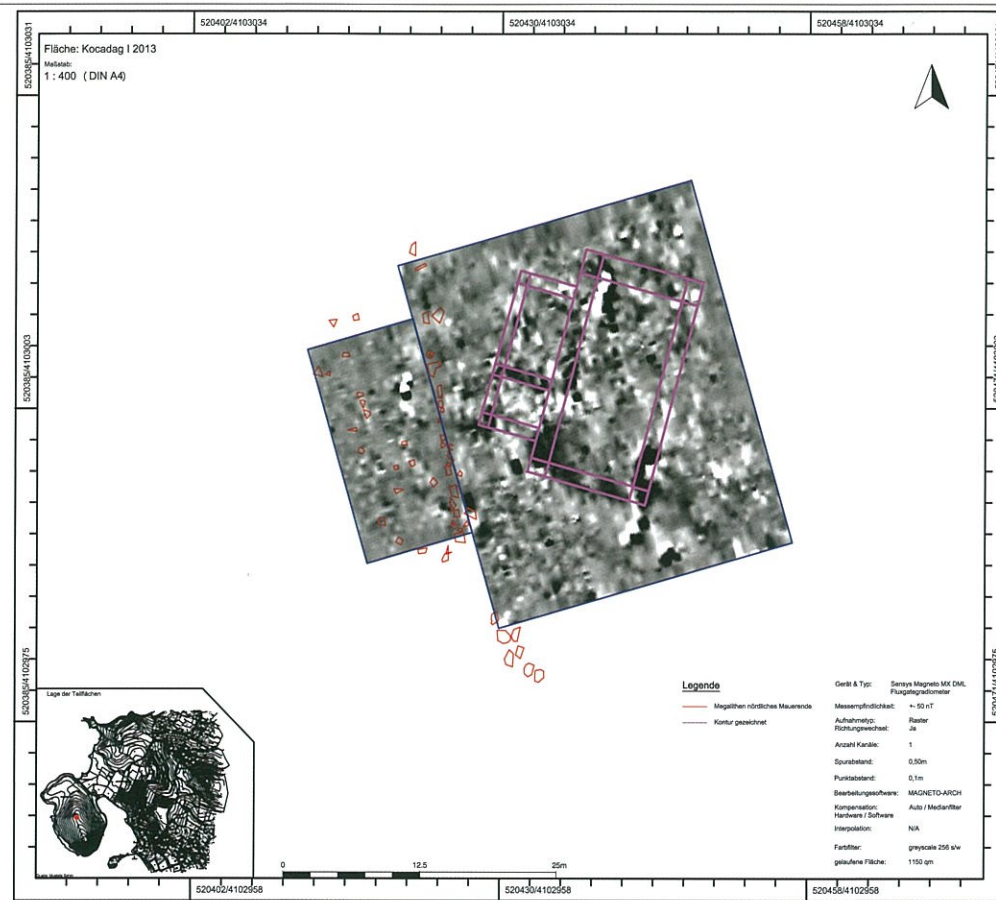 520402/4103034
520430/4103034
520458/4103034
520385/4103031
Fläche: Kocadag I 2013
Maßstab:
1 : 400 ( DIN A4)
520385/4103003
520385/4102975
Lage der Teilflächen
Legende
Megalithen nördliches Mauerende
Kontur gezeichnet
Gerät & Typ: Sensys Magneto MX DML
Fluxgategradiometer
Messempfindlichkeit: +- 50 nT
Aufnahmetyp: Raster
Richtungswechsel: Ja
Anzahl Kanäle: 1
Spurabstand: 0,50m
Punktabstand: 0,1m
Bearbeitungssoftware: MAGNETO-ARCH
Kompensation: Auto / Medianfilter
Hardware / Software
Interpolation: N/A
Farbfilter: greyscale 256 s/w
gelaufene Fläche: 1150 qm
0 12.5 25m
520402/4102958
520430/4102958
520458/4102958